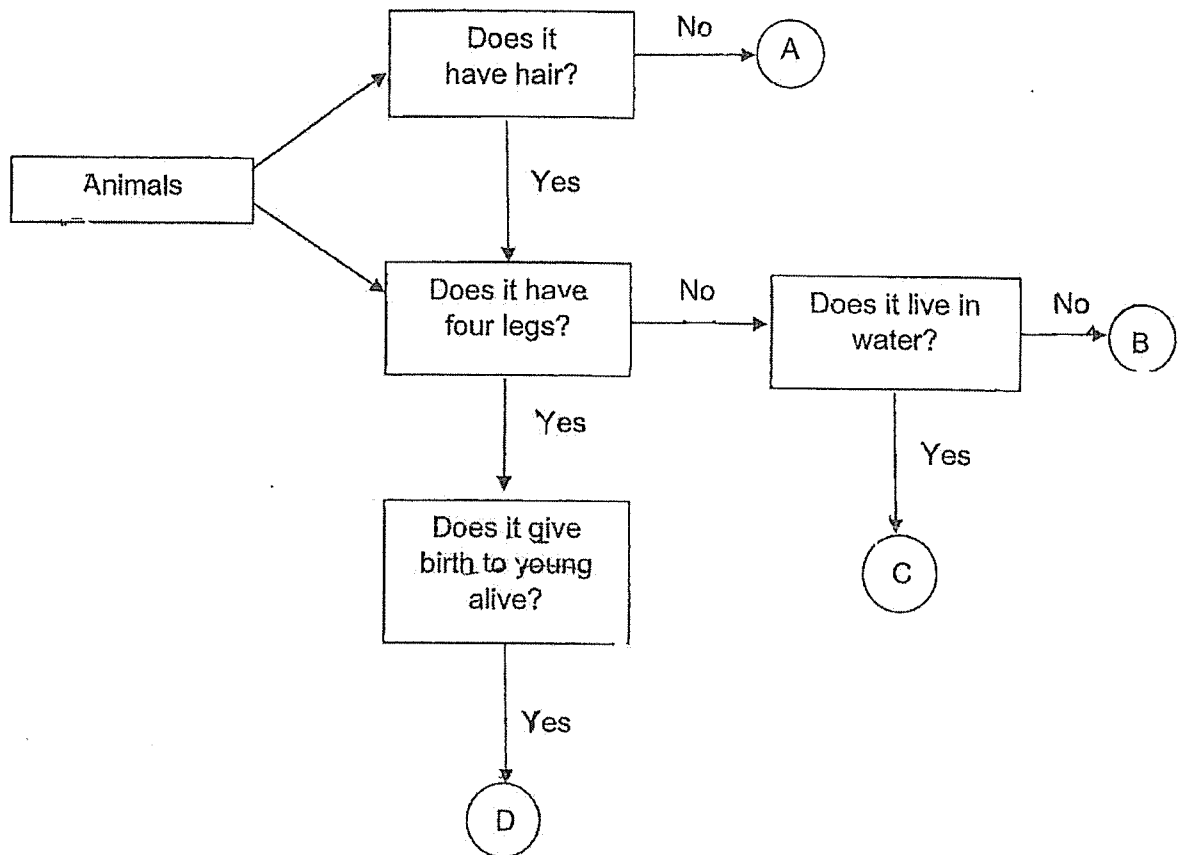 Does it
have hair?
No
A
Animals
Yes
Does it have
four legs?
No
Does it live in
water?
No
B
Yes
Yes
Does it give
birth to young
alive?
C
Yes
D